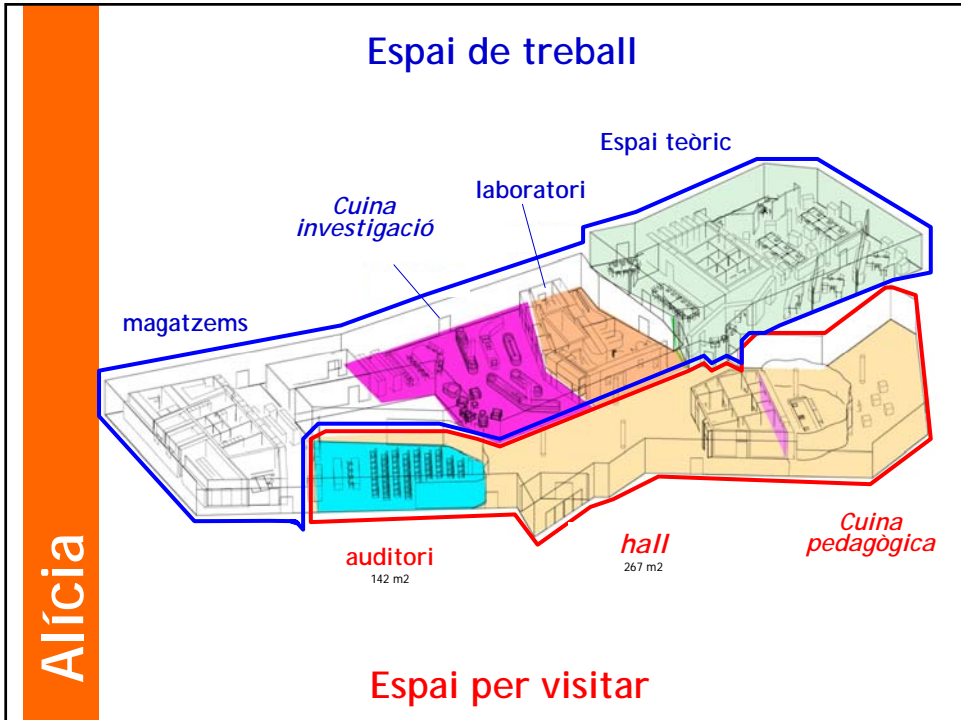 Espai de treball
Espai teòric
laboratori
Cuina
investigació
magatzems
auditori
142 m2
hall
267 m2
Cuina
pedagògica
Alícia
Espai per visitar